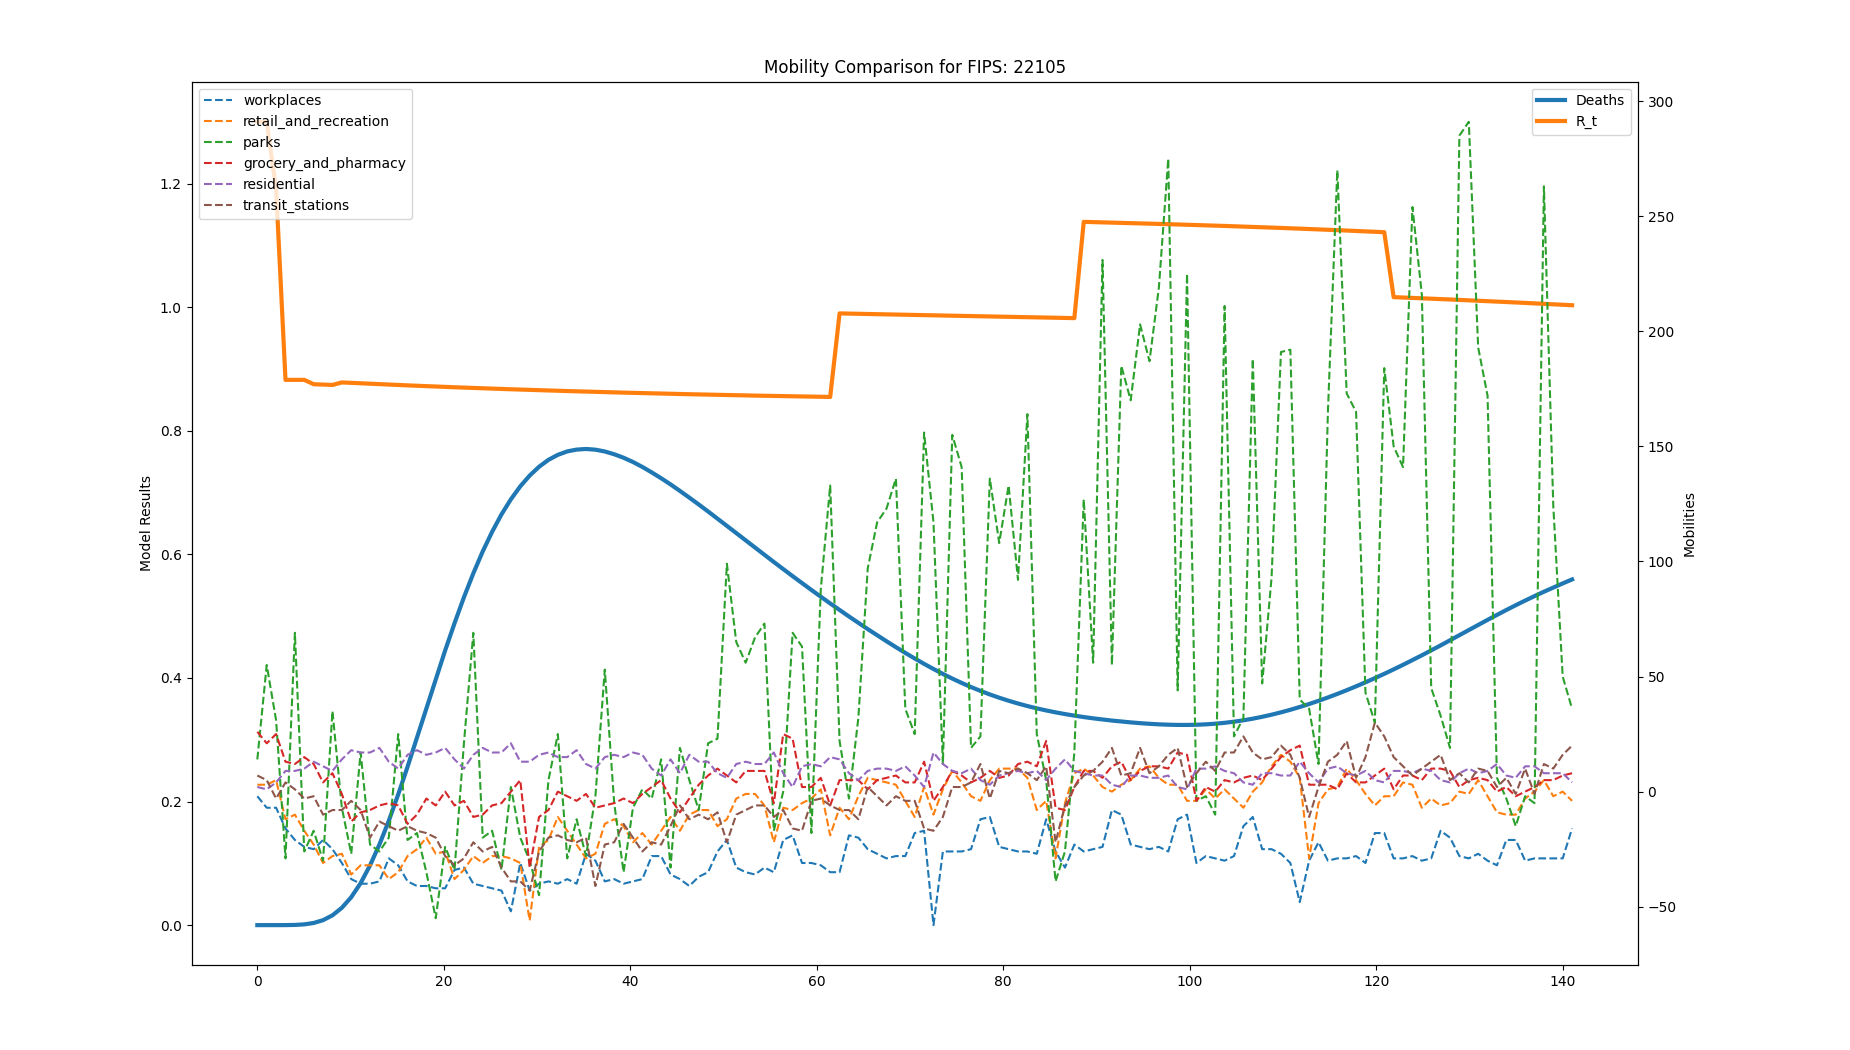 Mobility Comparison for FIPS: 22105
workplaces
retail_and_recreation
parks
grocery_and_pharmacy
residential
transit_stations
Deaths
R_t
Model Results
1.2
1.0
0.8
0.6
0.4
0.2
0.0
Mobilities
300
250
200
150
100
50
0
−50
0 20 40 60 80 100 120 140